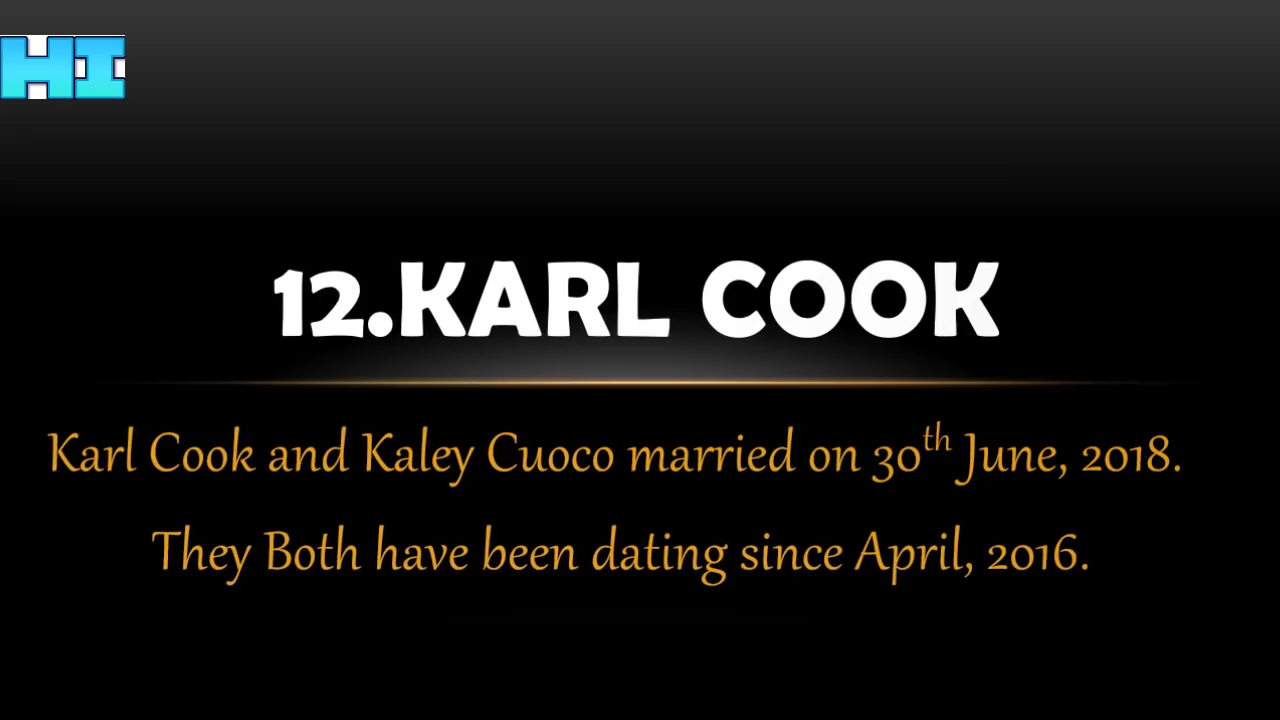 HI
12.KARL COOK
Karl Cook and Kaley Cuoco married on 30th June, 2018.
They Both have been dating since April, 2016.